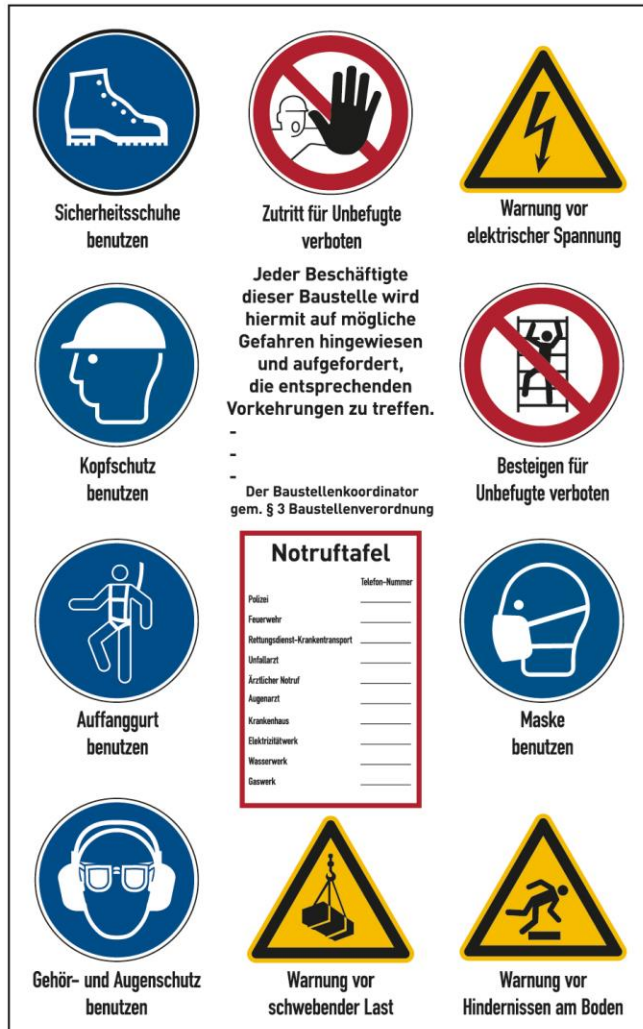 Sicherheitsschuhe
benutzen
Zutritt für Unbefugte
verboten
Warnung vor
elektrischer Spannung
Jeder Beschäftigte
dieser Baustelle wird
hiermit auf mögliche
Gefahren hingewiesen
und aufgefordert,
die entsprechenden
Vorkehrungen zu treffen.
-
-
-
Der Baustellenkoordinator
gem. § 3 Baustellenverordnung
Kopfschutz
benutzen
Besteigen für
Unbefugte verboten
Auffanggurt
benutzen
Notruftafel
Telefon-Nummer
Polizei
Feuerwehr
Rettungsdienst-Krankentransport
Unfallarzt
Ärztlicher Notruf
Augenarzt
Krankenhaus
Elektrizitätwerk
Wasserwerk
Gaswerk
Maske
benutzen
Gehör- und Augenschutz
benutzen
Warnung vor
schwebender Last
Warnung vor
Hindernissen am Boden